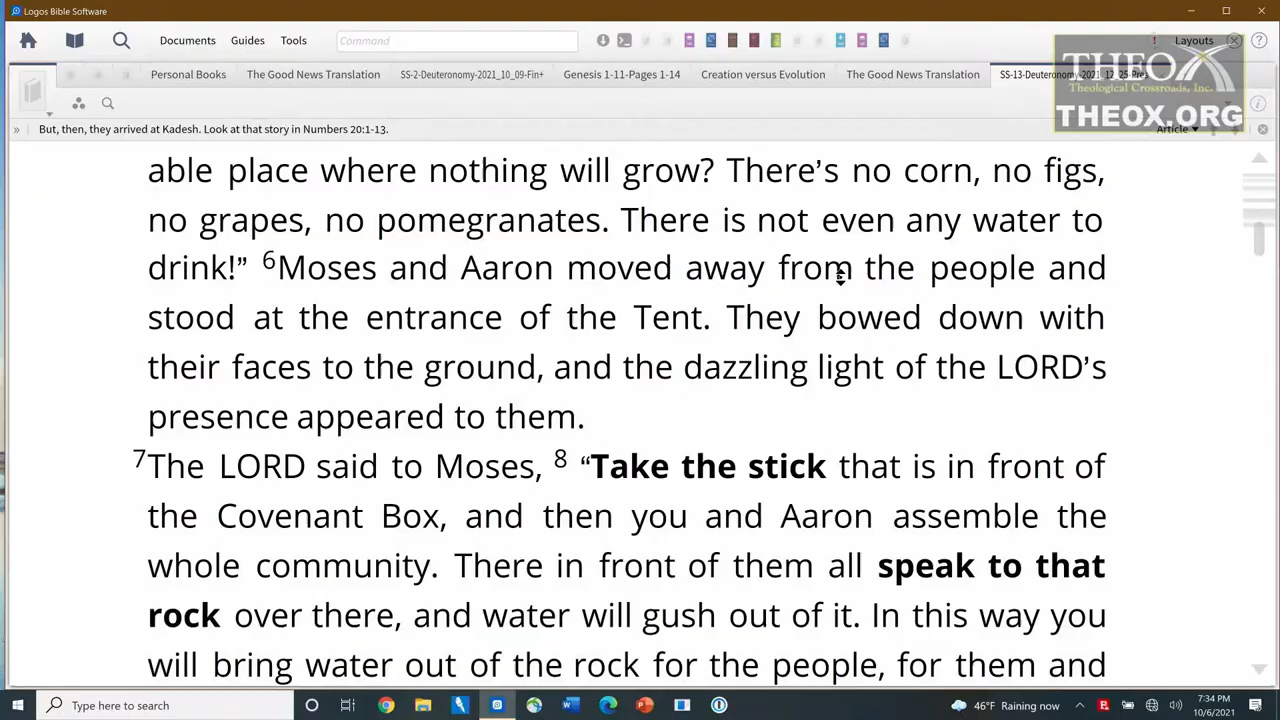 Logos Bible Software
Documents Guides Tools Command Layouts
Personal Books The Good News Translation SS-2-Deuteronomy-2021_10_09-Fin+ Genesis 1-11-Pages 1-14 Creation versus Evolution The Good News Translation SS-13-Deuteronomy-2021_12_25-Pres
THEOX
Theological Crossroads, Inc.
THEOX.ORG
» But, then, they arrived at Kadesh. Look at that story in Numbers 20:1-13. Article
able place where nothing will grow? There’s no corn, no figs,
no grapes, no pomegranates. There is not even any water to
drink!” 6Moses and Aaron moved away from the people and
stood at the entrance of the Tent. They bowed down with
their faces to the ground, and the dazzling light of the LORD’s
presence appeared to them.
7The LORD said to Moses, 8 “Take the stick that is in front of
the Covenant Box, and then you and Aaron assemble the
whole community. There in front of them all speak to that
rock over there, and water will gush out of it. In this way you
will bring water out of the rock for the people, for them and
Type here to search 46°F Raining now 7:34 PM
10/6/2021